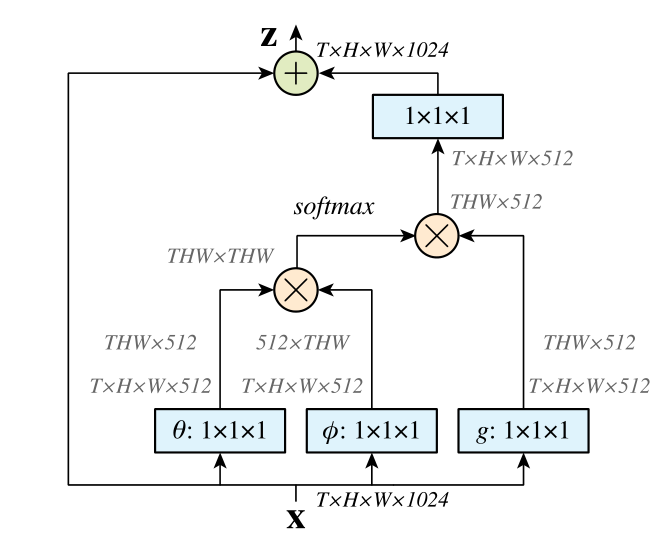 z
T×H×W×1024
+
1×1×1
T×H×W×512
THW×512
softmax
×
THW×THW
×
THW×512
512×THW
THW×512
T×H×W×512
T×H×W×512
T×H×W×512
θ: 1×1×1
ϕ: 1×1×1
g: 1×1×1
T×H×W×1024
x